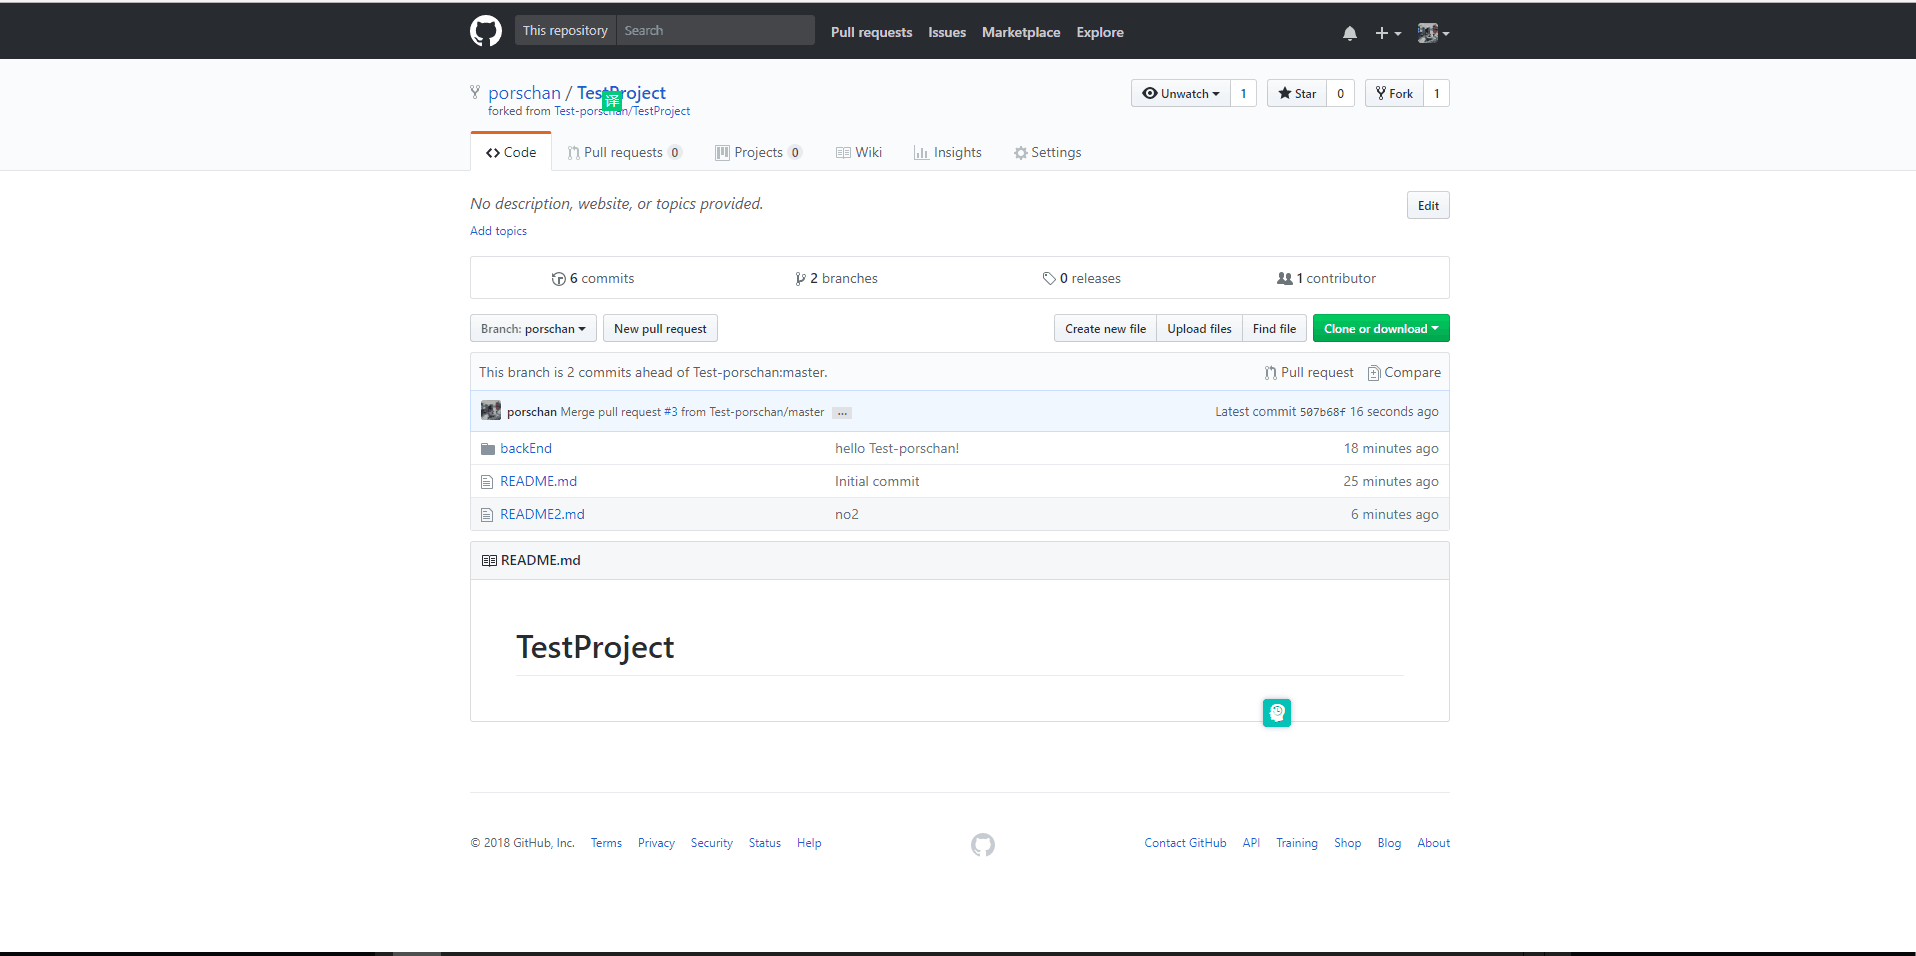 This repository Search Pull requests Issues Marketplace Explore
porschan / TestProject Unwatch 1 Star 0 Fork 1
译
forked from Test-porschan/TestProject
Code Pull requests 0 Projects 0 Wiki Insights Settings
No description, website, or topics provided. Edit
Add topics
6 commits 2 branches 0 releases 1 contributor
Branch: porschan New pull request Create new file Upload files Find file Clone or download
This branch is 2 commits ahead of Test-porschan:master. Pull request Compare
porschan Merge pull request #3 from Test-porschan/master ... Latest commit 507b68f 16 seconds ago
backEnd hello Test-porschan! 18 minutes ago
README.md Initial commit 25 minutes ago
README2.md no2 6 minutes ago
README.md
TestProject
© 2018 GitHub, Inc. Terms Privacy Security Status Help Contact GitHub API Training Shop Blog About